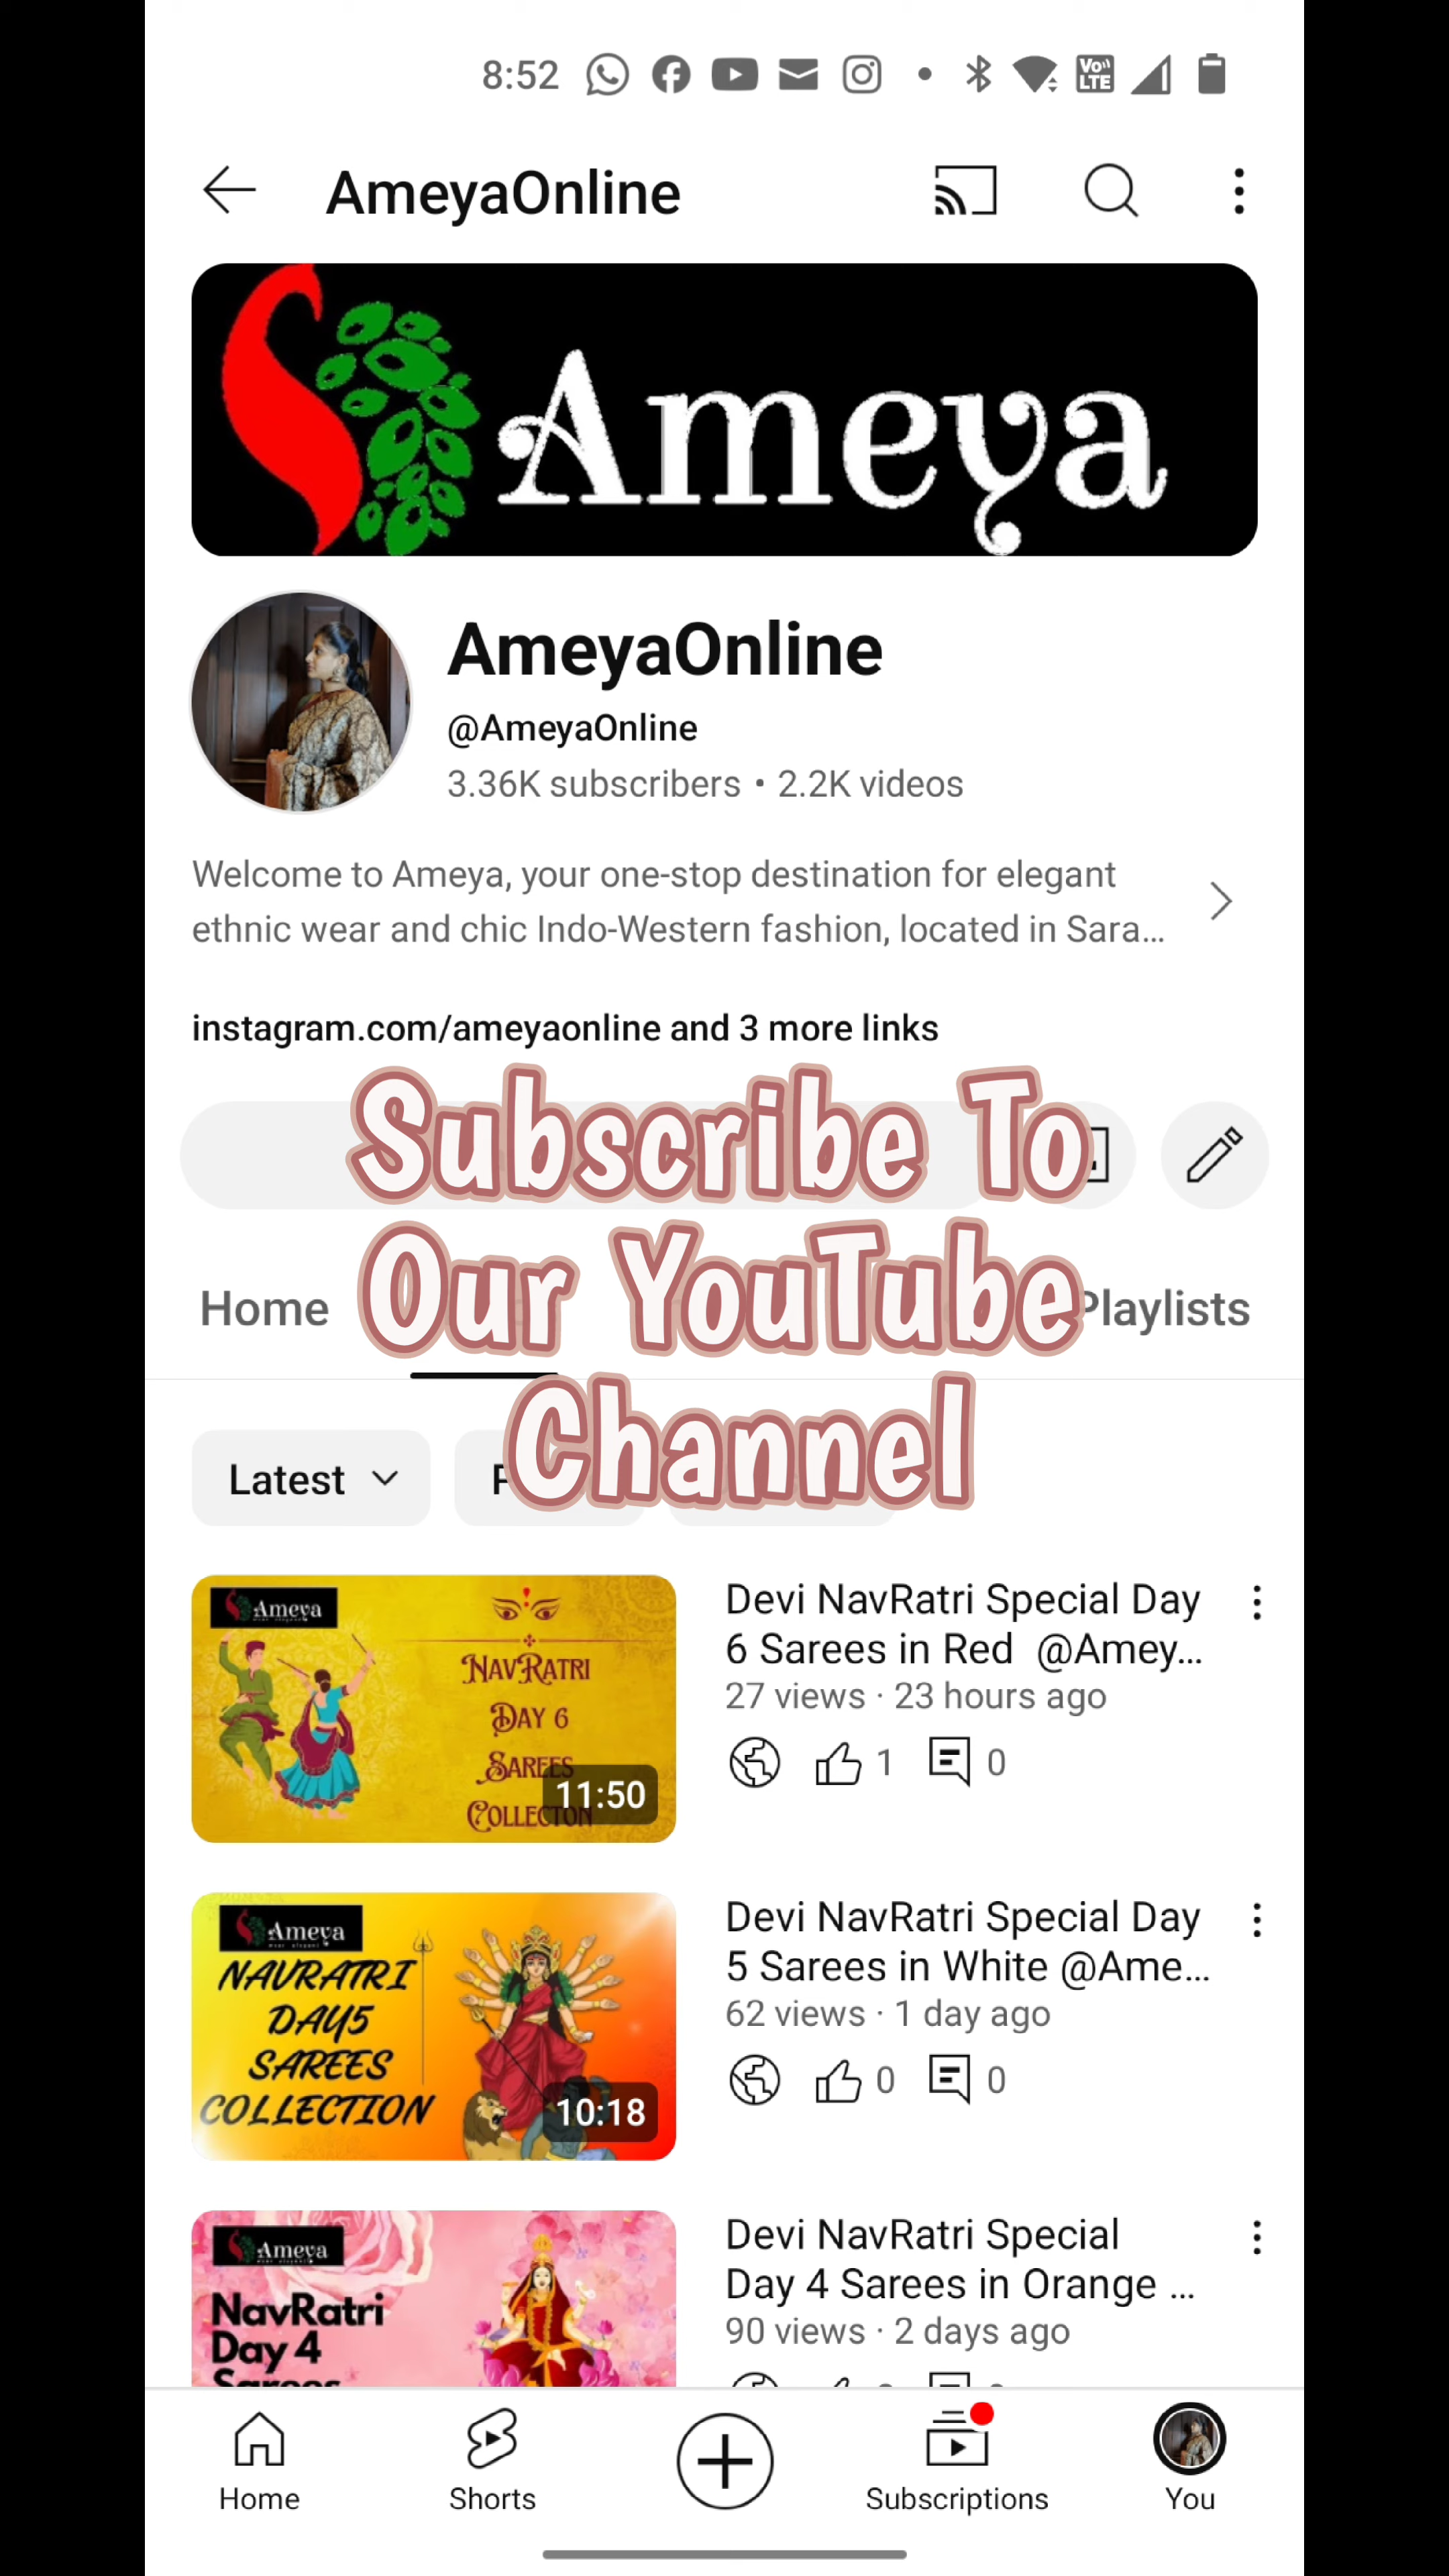 8:52
VoLTE
AmeyaOnline
Ameya
AmeyaOnline
@AmeyaOnline
3.36K subscribers • 2.2K videos
Welcome to Ameya, your one-stop destination for elegant
ethnic wear and chic Indo-Western fashion, located in Sara...
instagram.com/ameyaonline and 3 more links
Subscribe To
Our YouTube
Channel
Home
Playlists
Latest
Ameya
NAVRATRI
DAY 6
SAREES
COLLECTON
11:50
Devi NavRatri Special Day
6 Sarees in Red @Amey...
27 views · 23 hours ago
1 0
Ameya
NAVRATRI
DAY5
SAREES
COLLECTION
10:18
Devi NavRatri Special Day
5 Sarees in White @Ame...
62 views · 1 day ago
0 0
Ameya
NavRatri
Day 4
Sarees
Devi NavRatri Special
Day 4 Sarees in Orange ...
90 views · 2 days ago
Home
Shorts
Subscriptions
You